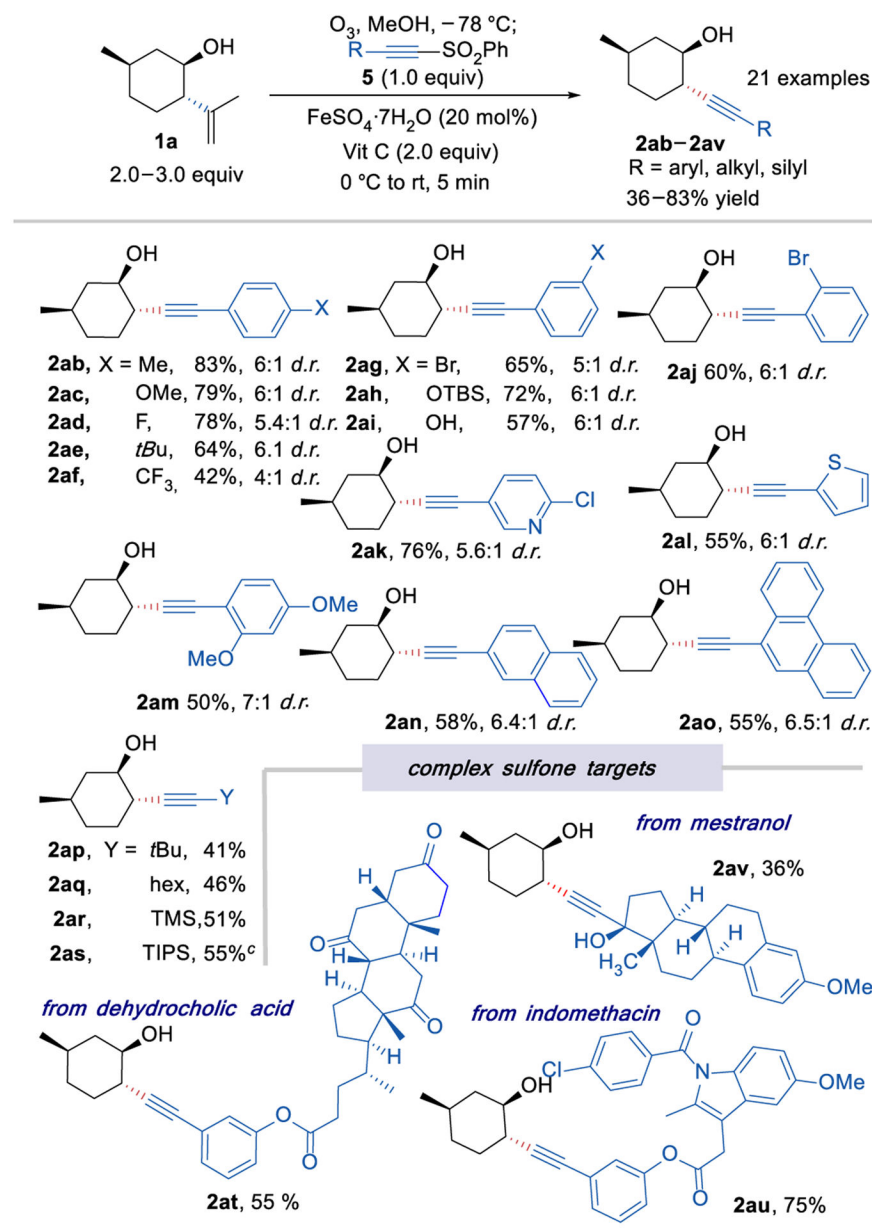 O₃, MeOH, −78 °C;
R SO₂Ph
5 (1.0 equiv)
FeSO₄·7H₂O (20 mol%)
Vit C (2.0 equiv)
0 °C to rt, 5 min
OH
1a
2.0−3.0 equiv
OH
R
21 examples
2ab−2av
R = aryl, alkyl, silyl
36−83% yield
OH
X
2ab, X = Me, 83%, 6:1 d.r.
2ac, OMe, 79%, 6:1 d.r.
2ad, F, 78%, 5.4:1 d.r.
2ae, tBu, 64%, 6.1 d.r.
2af, CF₃, 42%, 4:1 d.r.
OH
X
2ag, X = Br, 65%, 5:1 d.r.
2ah, OTBS, 72%, 6:1 d.r.
2ai, OH, 57%, 6:1 d.r.
OH
Br
2aj 60%, 6:1 d.r.
OH
Cl
N
2ak, 76%, 5.6:1 d.r.
OH
S
2al, 55%, 6:1 d.r.
OH
OMe
MeO
2am 50%, 7:1 d.r.
OH
2an, 58%, 6.4:1 d.r.
OH
2ao, 55%, 6.5:1 d.r.
OH
Y
2ap, Y = tBu, 41%
2aq, hex, 46%
2ar, TMS, 51%
2as, TIPS, 55%ᶜ
complex sulfone targets
from mestranol
OH
2av, 36%
HO
H₃C
H
H
H
OMe
from dehydrocholic acid
OH
O
O
O
H
H
H
H
H
O
O
2at, 55 %
from indomethacin
OH
Cl
O
N
OMe
O
O
2au, 75%